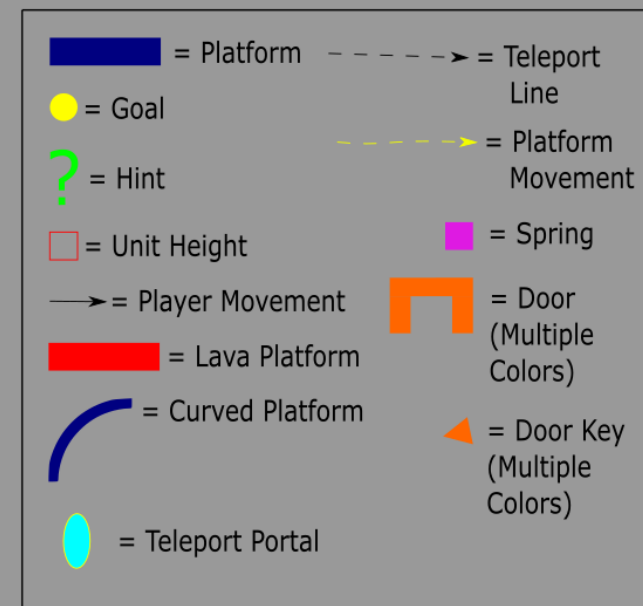 = Platform
= Goal
?
= Hint
= Unit Height
= Player Movement
= Lava Platform
= Curved Platform
= Teleport Portal
= Teleport
Line
= Platform
Movement
= Spring
= Door
(Multiple
Colors)
= Door Key
(Multiple
Colors)